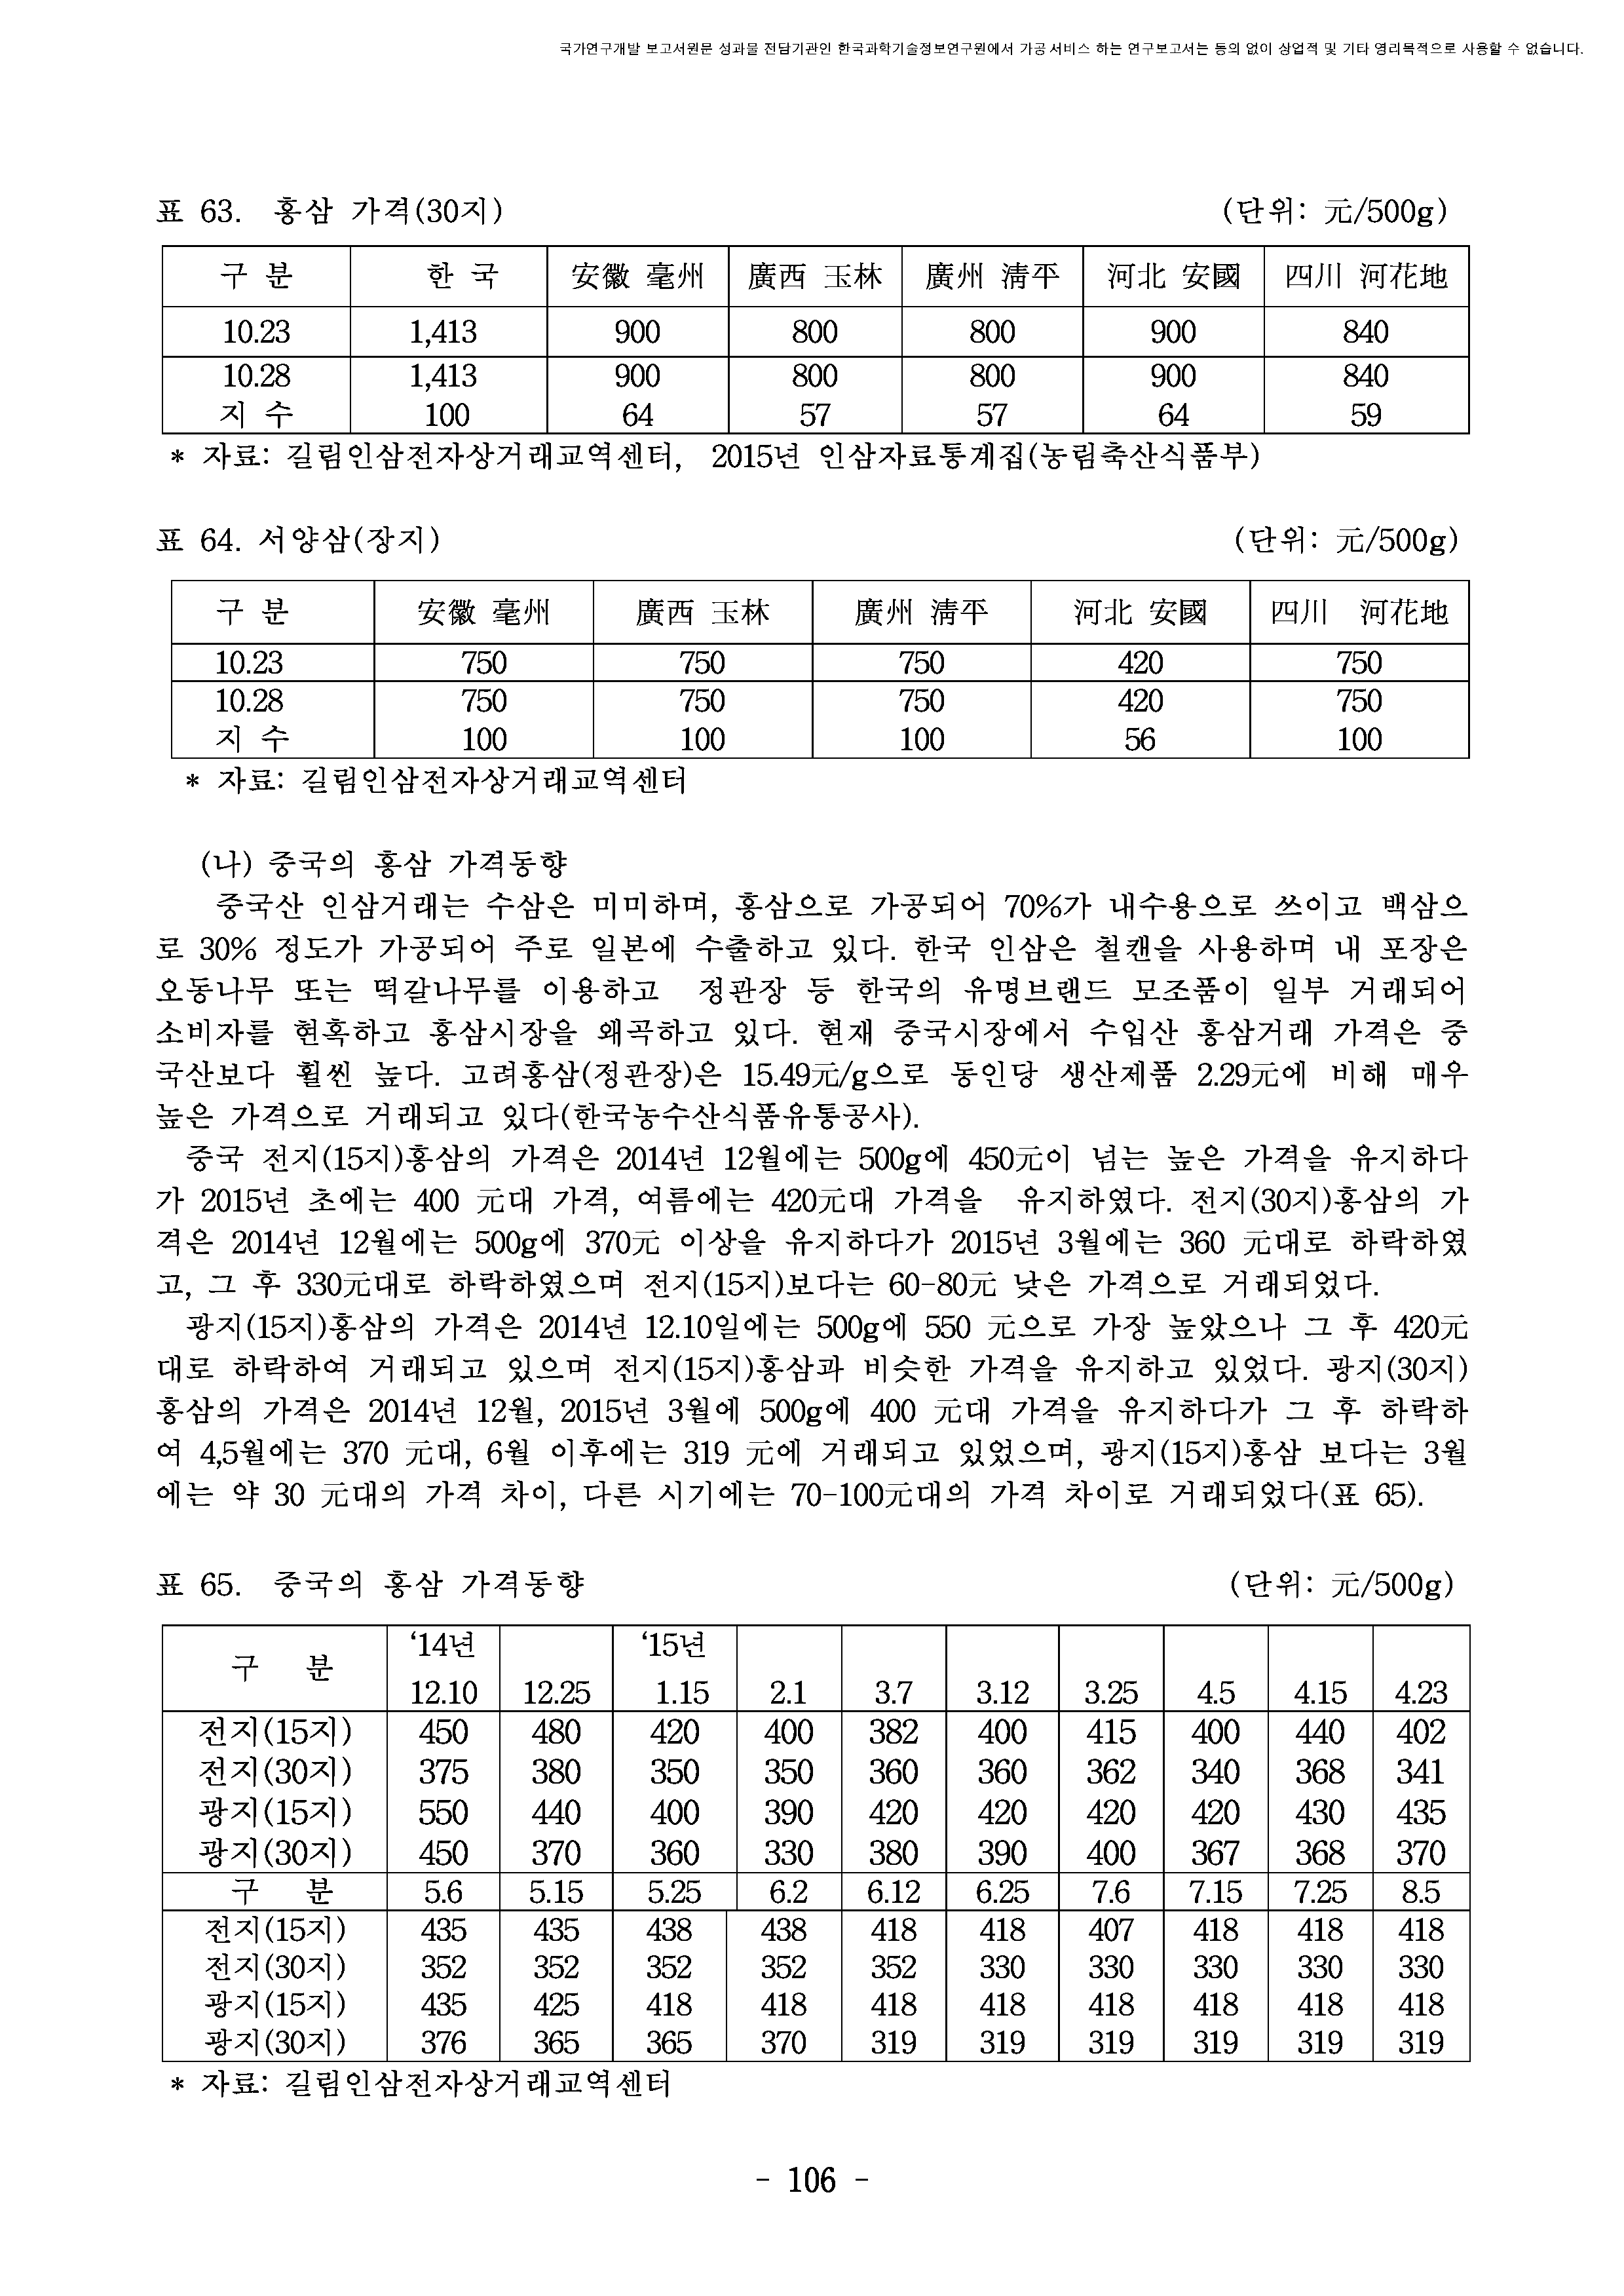 국가연구개발 보고서원문 성과물 전담기관인 한국과학기술정보연구원에서 가공·서비스 하는 연구보고서는 동의 없이 상업적 및 기타 영리목적으로 사용할 수 없습니다.
표 63. 홍삼 가격(30지) (단위: 元/500g)
구 분 한 국 安徽 毫州 廣西 玉林 廣州 淸平 河北 安國 四川 河花地
10.23 1,413 900 800 800 900 840
10.28 1,413 900 800 800 900 840
지 수 100 64 57 57 64 59
* 자료: 길림인삼전자상거래교역센터, 2015년 인삼자료통계집(농림축산식품부)
표 64. 서양삼(장지) (단위: 元/500g)
구 분 安徽 毫州 廣西 玉林 廣州 淸平 河北 安國 四川 河花地
10.23 750 750 750 420 750
10.28 750 750 750 420 750
지 수 100 100 100 56 100
* 자료: 길림인삼전자상거래교역센터
(나) 중국의 홍삼 가격동향
중국산 인삼거래는 수삼은 미미하며, 홍삼으로 가공되어 70%가 내수용으로 쓰이고 백삼으
로 30% 정도가 가공되어 주로 일본에 수출하고 있다. 한국 인삼은 철캔을 사용하며 내 포장은
오동나무 또는 떡갈나무를 이용하고 정관장 등 한국의 유명브랜드 모조품이 일부 거래되어
소비자를 현혹하고 홍삼시장을 왜곡하고 있다. 현재 중국시장에서 수입산 홍삼거래 가격은 중
국산보다 훨씬 높다. 고려홍삼(정관장)은 15.49元/g으로 동인당 생산제품 2.29元에 비해 매우
높은 가격으로 거래되고 있다(한국농수산식품유통공사).
중국 전지(15지)홍삼의 가격은 2014년 12월에는 500g에 450元이 넘는 높은 가격을 유지하다
가 2015년 초에는 400 元대 가격, 여름에는 420元대 가격을 유지하였다. 전지(30지)홍삼의 가
격은 2014년 12월에는 500g에 370元 이상을 유지하다가 2015년 3월에는 360 元대로 하락하였
고, 그 후 330元대로 하락하였으며 전지(15지)보다는 60-80元 낮은 가격으로 거래되었다.
광지(15지)홍삼의 가격은 2014년 12.10일에는 500g에 550 元으로 가장 높았으나 그 후 420元
대로 하락하여 거래되고 있으며 전지(15지)홍삼과 비슷한 가격을 유지하고 있었다. 광지(30지)
홍삼의 가격은 2014년 12월, 2015년 3월에 500g에 400 元대 가격을 유지하다가 그 후 하락하
여 4,5월에는 370 元대, 6월 이후에는 319 元에 거래되고 있었으며, 광지(15지)홍삼 보다는 3월
에는 약 30 元대의 가격 차이, 다른 시기에는 70-100元대의 가격 차이로 거래되었다(표 65).
표 65. 중국의 홍삼 가격동향 (단위: 元/500g)
‘14년 ‘15년
구 분 12.10 12.25 1.15 2.1 3.7 3.12 3.25 4.5 4.15 4.23
전지(15지) 450 480 420 400 382 400 415 400 440 402
전지(30지) 375 380 350 350 360 360 362 340 368 341
광지(15지) 550 440 400 390 420 420 420 420 430 435
광지(30지) 450 370 360 330 380 390 400 367 368 370
구 분 5.6 5.15 5.25 6.2 6.12 6.25 7.6 7.15 7.25 8.5
전지(15지) 435 435 438 438 418 418 407 418 418 418
전지(30지) 352 352 352 352 352 330 330 330 330 330
광지(15지) 435 425 418 418 418 418 418 418 418 418
광지(30지) 376 365 365 370 319 319 319 319 319 319
* 자료: 길림인삼전자상거래교역센터
- 106 -